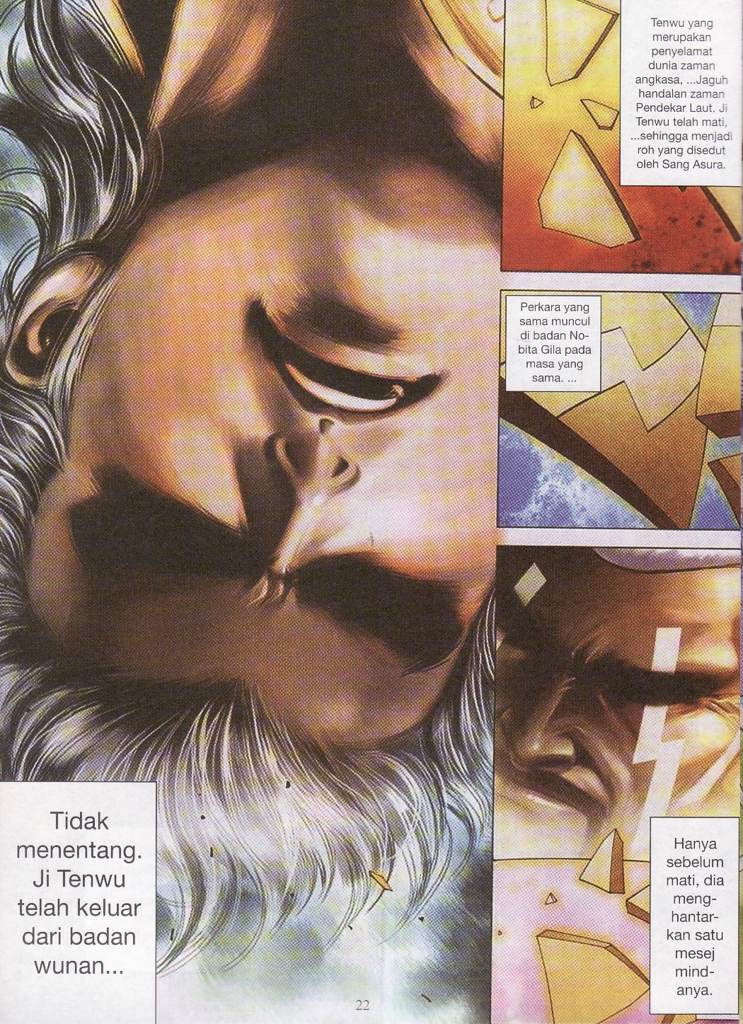 Tenwu yang
merupakan
penyelamat
dunia zaman
angkasa, ...Jaguh
handalan zaman
Pendekar Laut. Ji
Tenwu telah mati,
...sehingga menjadi
roh yang disedut
oleh Sang Asura.
Perkara yang
sama muncul
di badan No-
bita Gila pada
masa yang
sama. ...
Tidak
menentang.
Ji Tenwu
telah keluar
dari badan
wunan...
Hanya
sebelum
mati, dia
meng-
hantar-
kan satu
mesej
mind-
anya.
22